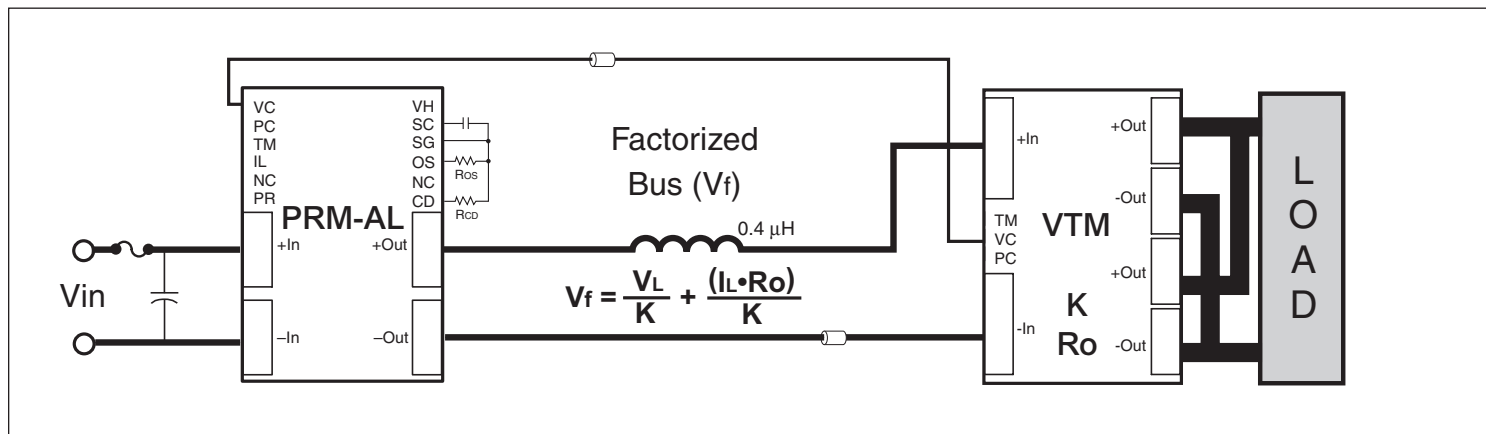 VC
PC
TM
IL
NC
PR
VH
SC
SG
OS
NC
CD
ROS
RCD
PRM-AL
+In
–In
+Out
–Out
Vin
Factorized
Bus (Vf)
0.4 µH
Vf = VL/K + (IL•Ro)/K
+In
TM
VC
PC
-In
VTM
K
Ro
+Out
-Out
+Out
-Out
LOAD